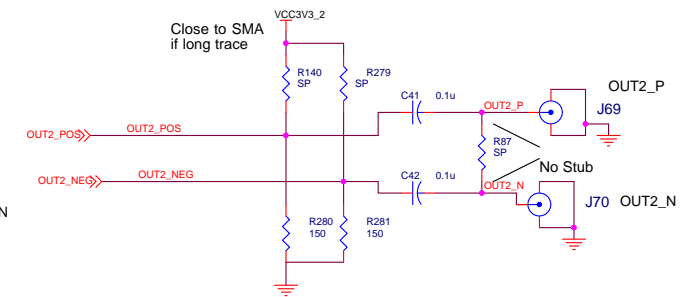 VCC3V3_2
Close to SMA
if long trace
R140
SP
R279
SP
C41
0.1u
OUT2_P
OUT2_P
J69
OUT2_POS
OUT2_POS
R87
SP
No Stub
OUT2_NEG
OUT2_NEG
C42
0.1u
OUT2_N
J70
OUT2_N
N
R280
150
R281
150